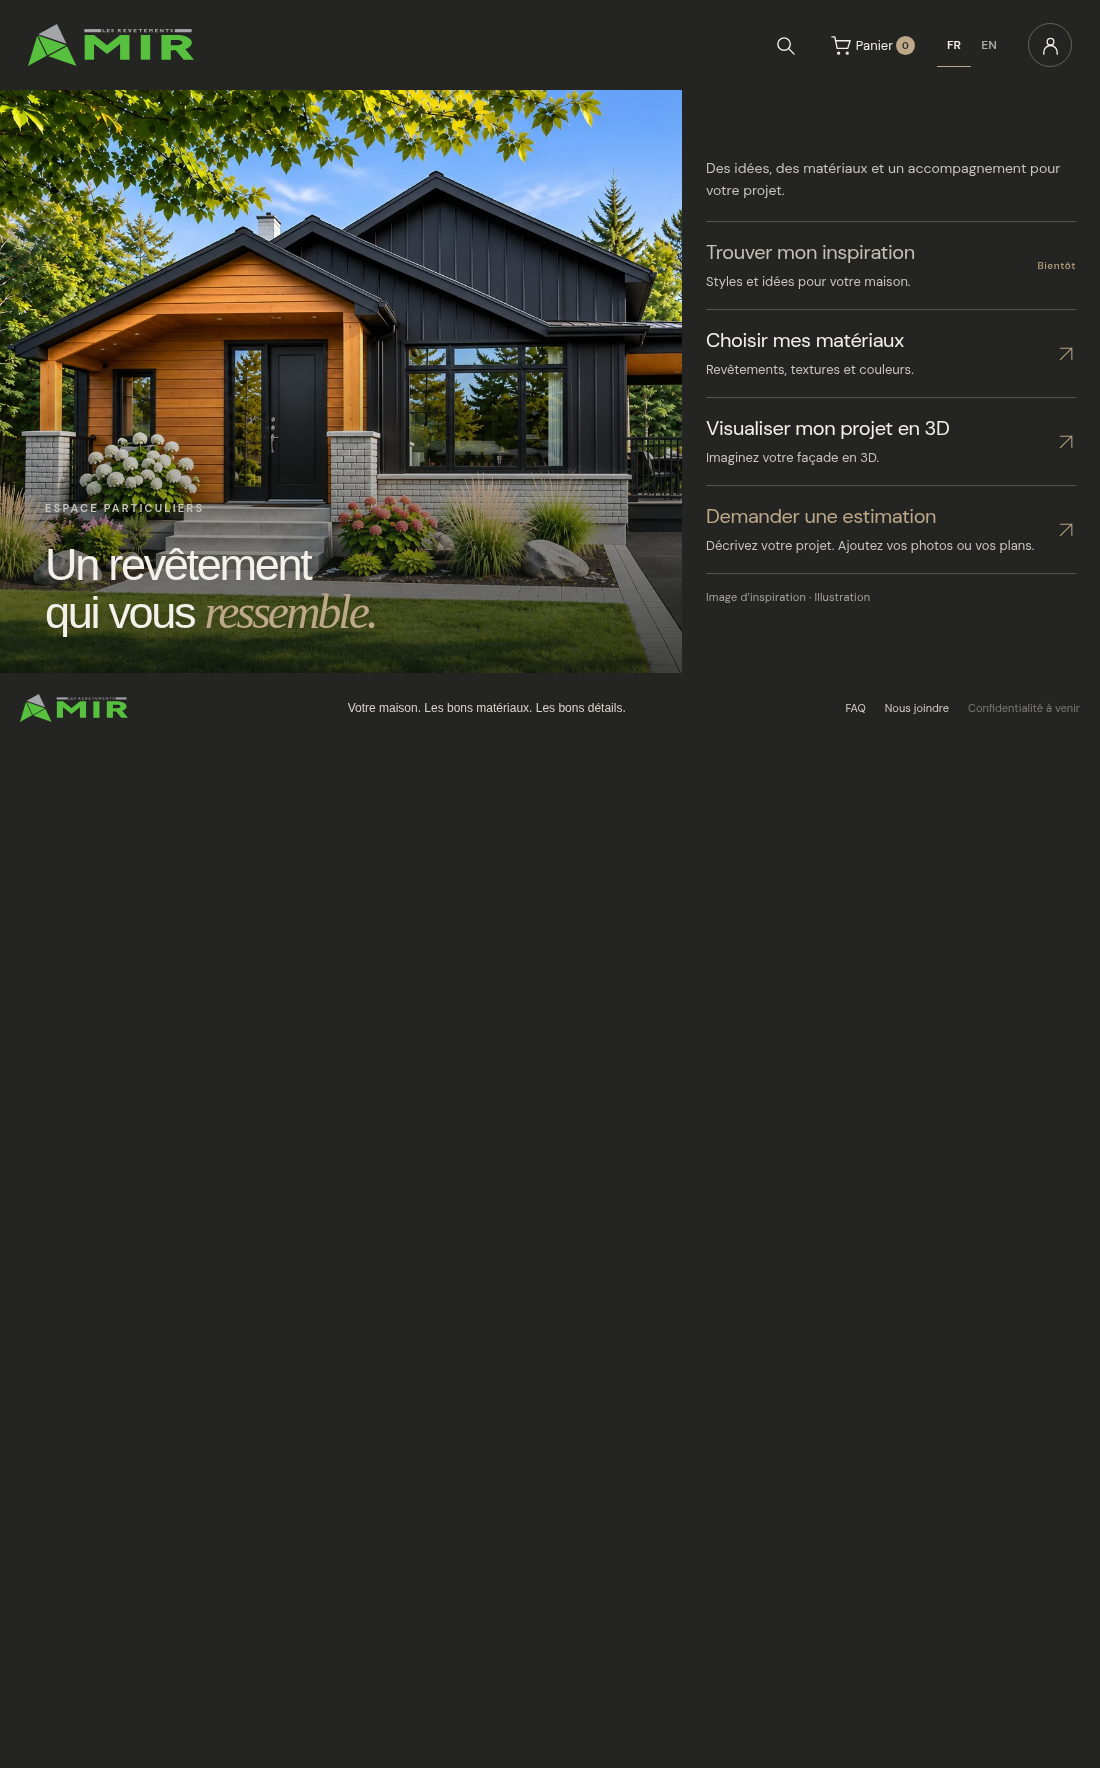 LES REVÊTEMENTS
MIR
Panier 0
FR
EN
Des idées, des matériaux et un accompagnement pour
votre projet.
Trouver mon inspiration
Styles et idées pour votre maison.
Bientôt
Choisir mes matériaux
Revêtements, textures et couleurs.
Visualiser mon projet en 3D
Imaginez votre façade en 3D.
Demander une estimation
Décrivez votre projet. Ajoutez vos photos ou vos plans.
Image d’inspiration · Illustration
ESPACE PARTICULIERS
Un revêtement
qui vous ressemble.
LES REVÊTEMENTS
MIR
Votre maison. Les bons matériaux. Les bons détails.
FAQ
Nous joindre
Confidentialité à venir